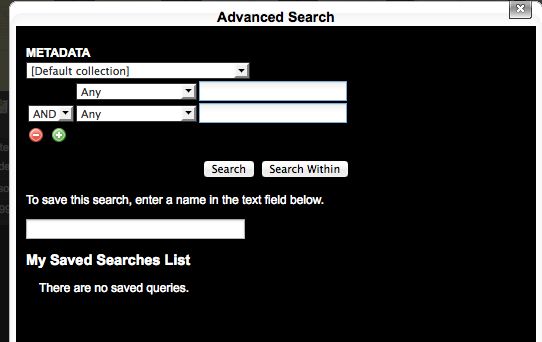 Advanced Search
METADATA
[Default collection]
Any
AND Any
Search Search Within
To save this search, enter a name in the text field below.
My Saved Searches List
There are no saved queries.